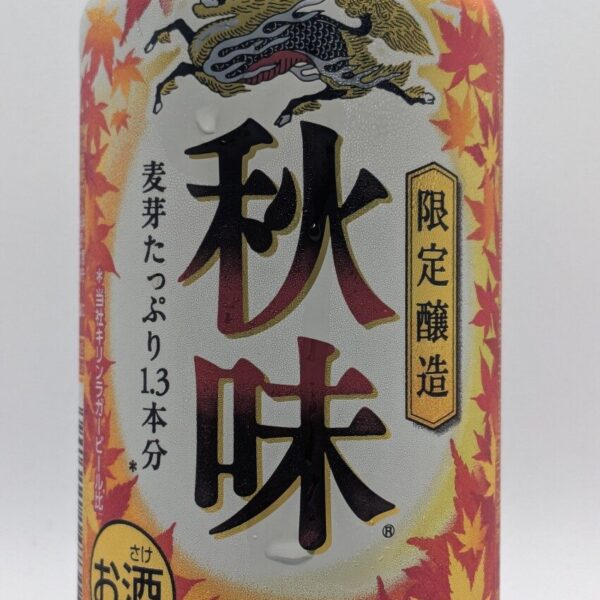 限定醸造
秋味®
麦芽たっぷり1.3本分*
*当社キリンラガービール比
さけ
お酒